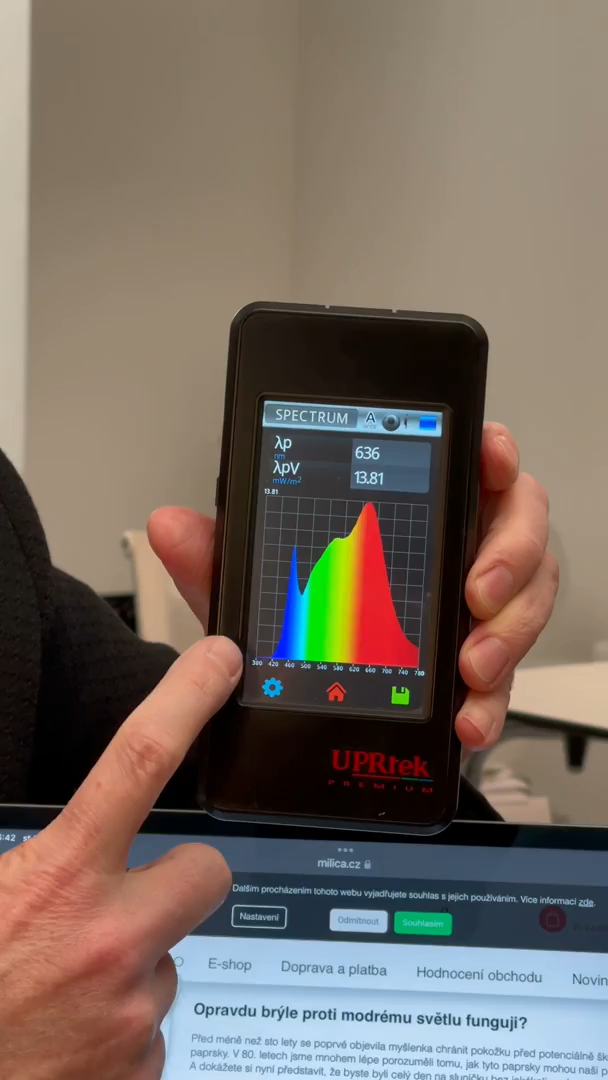 SPECTRUM A
λp 636
nm
λpV 13.81
mW/m²
13.81
380 420 460 500 540 580 620 660 700 740 780
UPRtek
PREMIUM
milica.cz
Dalším procházením tohoto webu vyjadřujete souhlas s jejich používáním. Více informací zde.
Nastavení Odmítnout Souhlasím
E-shop Doprava a platba Hodnocení obchodu
Opravdu brýle proti modrému světlu fungují?
Před méně než sto lety se poprvé objevila myšlenka chránit pokožku před potenciálně
paprsky. V 80. letech jsme mnohem lépe porozuměli tomu, jak tyto paprsky mohou naši
A dokážete si nyní představit, že byste byli celý den na sluníčku bez